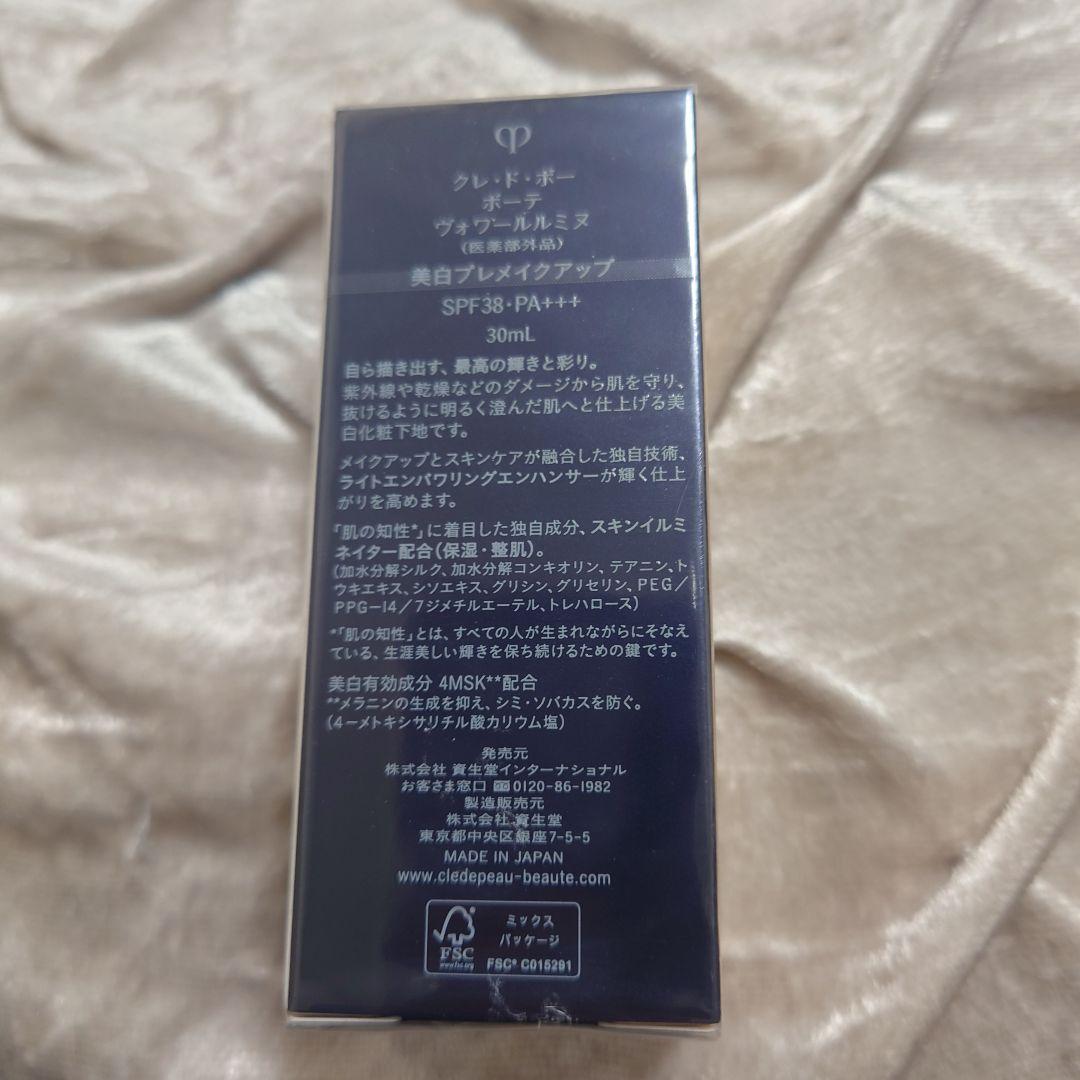 クレ・ド・ポー
ボーテ
ヴォワールルミヌ
(医薬部外品)
美白プレメイクアップ
SPF38・PA+++
30mL
自ら描き出す、最高の輝きと彩り。
紫外線や乾燥などのダメージから肌を守り、
抜けるように明るく澄んだ肌へと仕上げる美
白化粧下地です。
メイクアップとスキンケアが融合した独自技術、
ライトエンパワリングエンハンサーが輝く仕上
がりを高めます。
「肌の知性*」に着目した独自成分、スキンイルミ
ネイター配合(保湿・整肌)。
(加水分解シルク、加水分解コンキオリン、テアニン、ト
ウキエキス、シソエキス、グリシン、グリセリン、PEG/
PPG-14/7ジメチルエーテル、トレハロース)
*「肌の知性」とは、すべての人が生まれながらにそなえ
ている、生涯美しい輝きを保ち続けるための鍵です。
美白有効成分 4MSK**配合
**メラニンの生成を抑え、シミ・ソバカスを防ぐ。
(4-メトキシサリチル酸カリウム塩)
発売元
株式会社 資生堂インターナショナル
お客さま窓口 0120-86-1982
製造販売元
株式会社 資生堂
東京都中央区銀座7-5-5
MADE IN JAPAN
www.cledepeau-beaute.com
FSC
www.fsc.org
ミックス
パッケージ
FSC® C015291